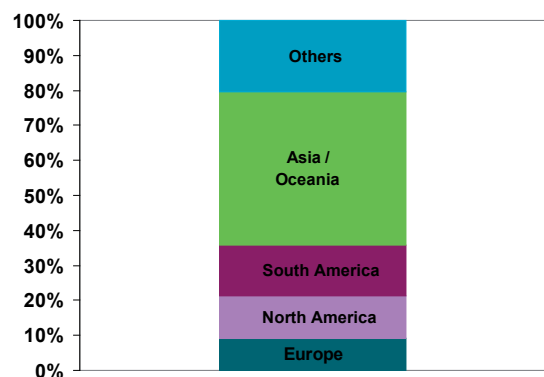 100%
90%
80%
70%
60%
50%
40%
30%
20%
10%
0%
Others
Asia /
Oceania
South America
North America
Europe